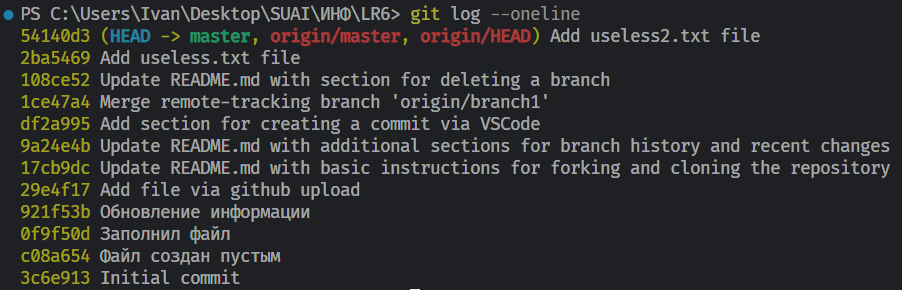 PS C:\Users\Ivan\Desktop\SUAI\ИНФ\LR6> git log --oneline
54140d3 (HEAD -> master, origin/master, origin/HEAD) Add useless2.txt file
2ba5469 Add useless.txt file
108ce52 Update README.md with section for deleting a branch
1ce47a4 Merge remote-tracking branch 'origin/branch1'
df2a995 Add section for creating a commit via VSCode
9a24e4b Update README.md with additional sections for branch history and recent changes
17cb9dc Update README.md with basic instructions for forking and cloning the repository
29e4f17 Add file via github upload
921f53b Обновление информации
0f9f50d Заполнил файл
c08a654 Файл создан пустым
3c6e913 Initial commit